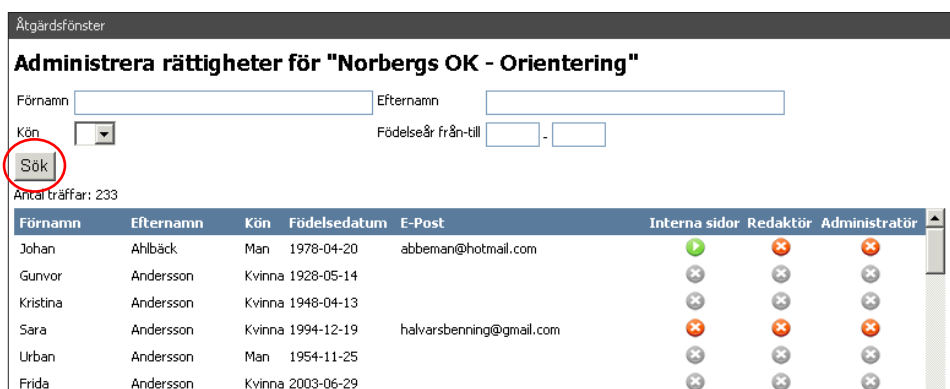 Åtgärdsfönster
Administrera rättigheter för "Norbergs OK - Orientering"
Förnamn Efternamn
Kön Födelseår från-till -
Sök
Antal träffar: 233
Förnamn Efternamn Kön Födelsedatum E-Post Interna sidor Redaktör Administratör
Johan Ahlbäck Man 1978-04-20 abbeman@hotmail.com
Gunvor Andersson Kvinna 1928-05-14
Kristina Andersson Kvinna 1948-04-13
Sara Andersson Kvinna 1994-12-19 halvarsbenning@gmail.com
Urban Andersson Man 1954-11-25
Frida Andersson Kvinna 2003-06-29